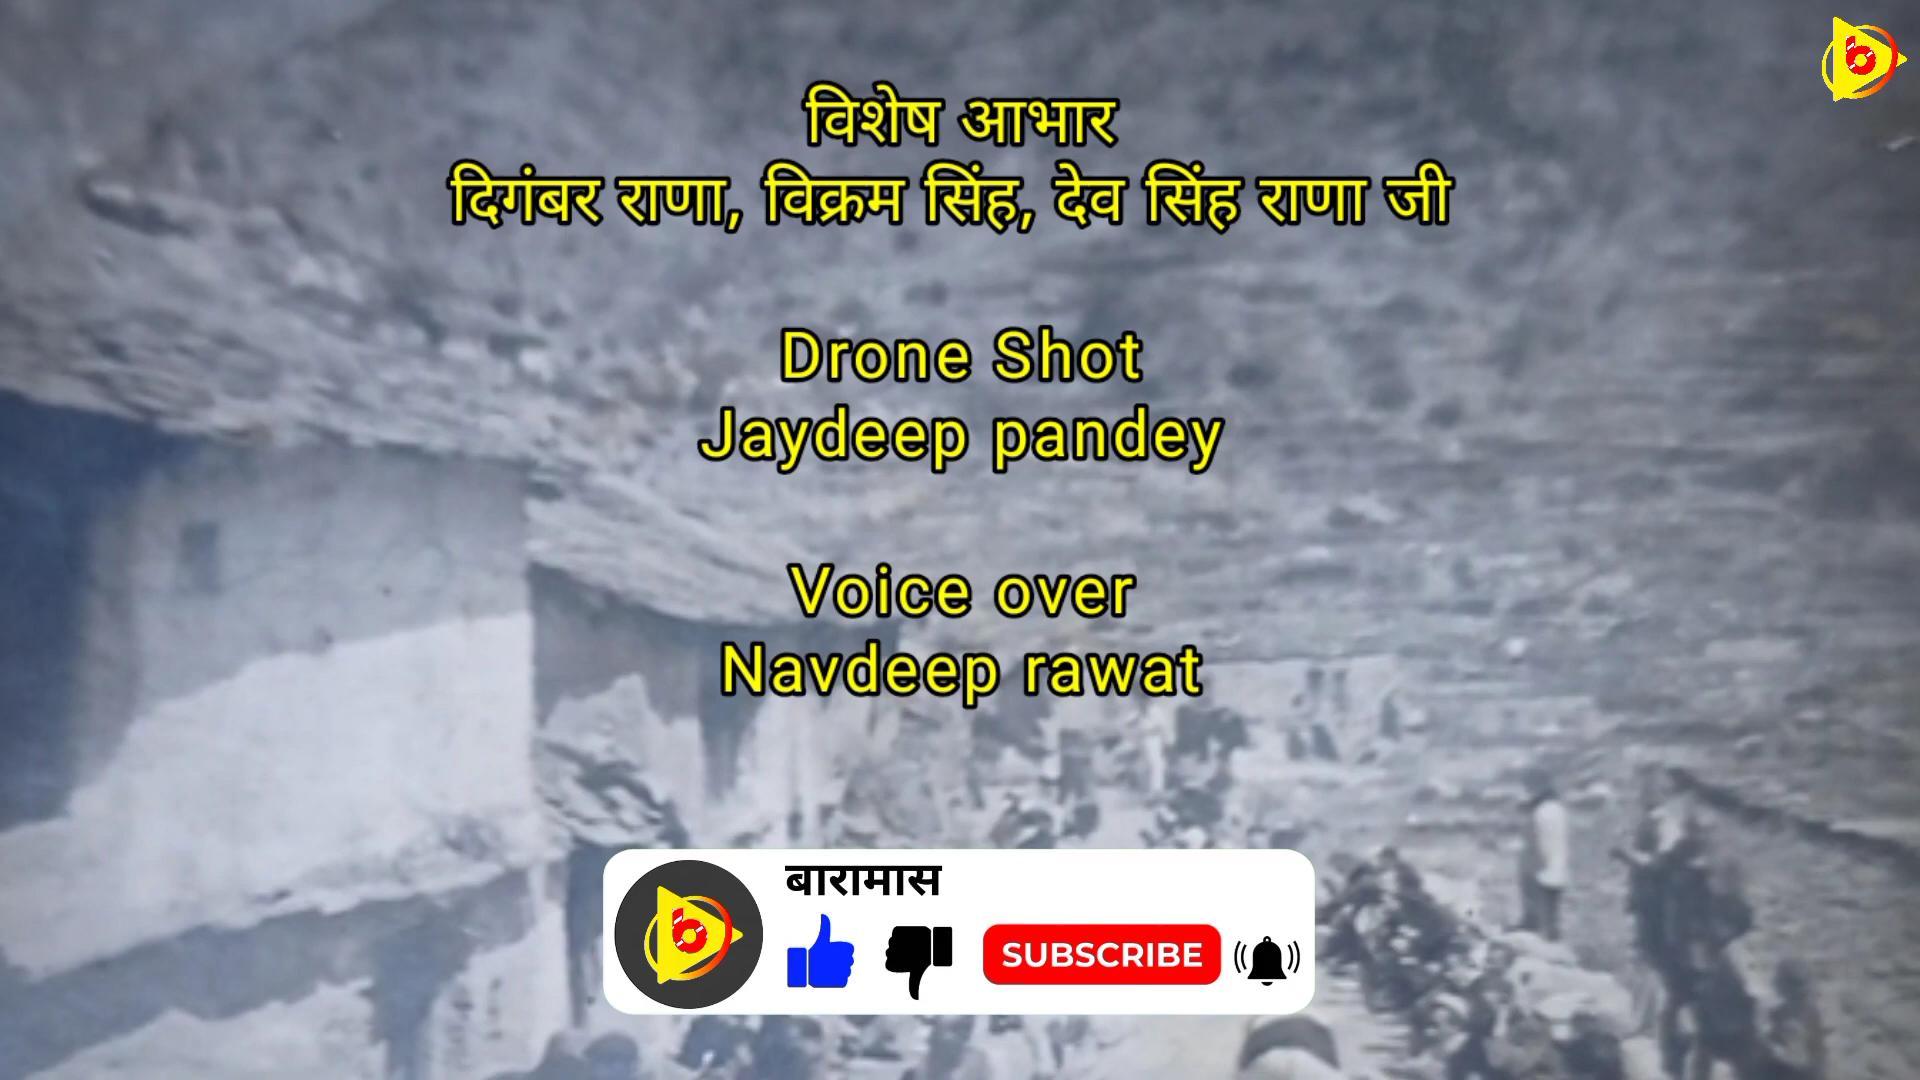 विशेष आभार
दिगंबर राणा, विक्रम सिंह, देव सिंह राणा जी
Drone Shot
Jaydeep pandey
Voice over
Navdeep rawat
बारामास
SUBSCRIBE